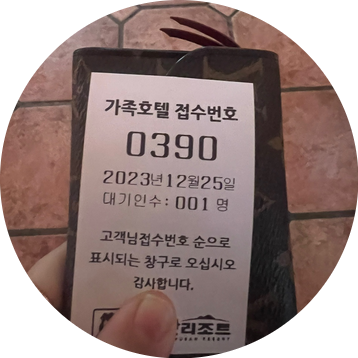 가족호텔 접수번호
0390
2023년12월25일
대기인수: 001 명
고객님접수번호 순으로
표시되는 창구로 오십시오
감사합니다.
리조트